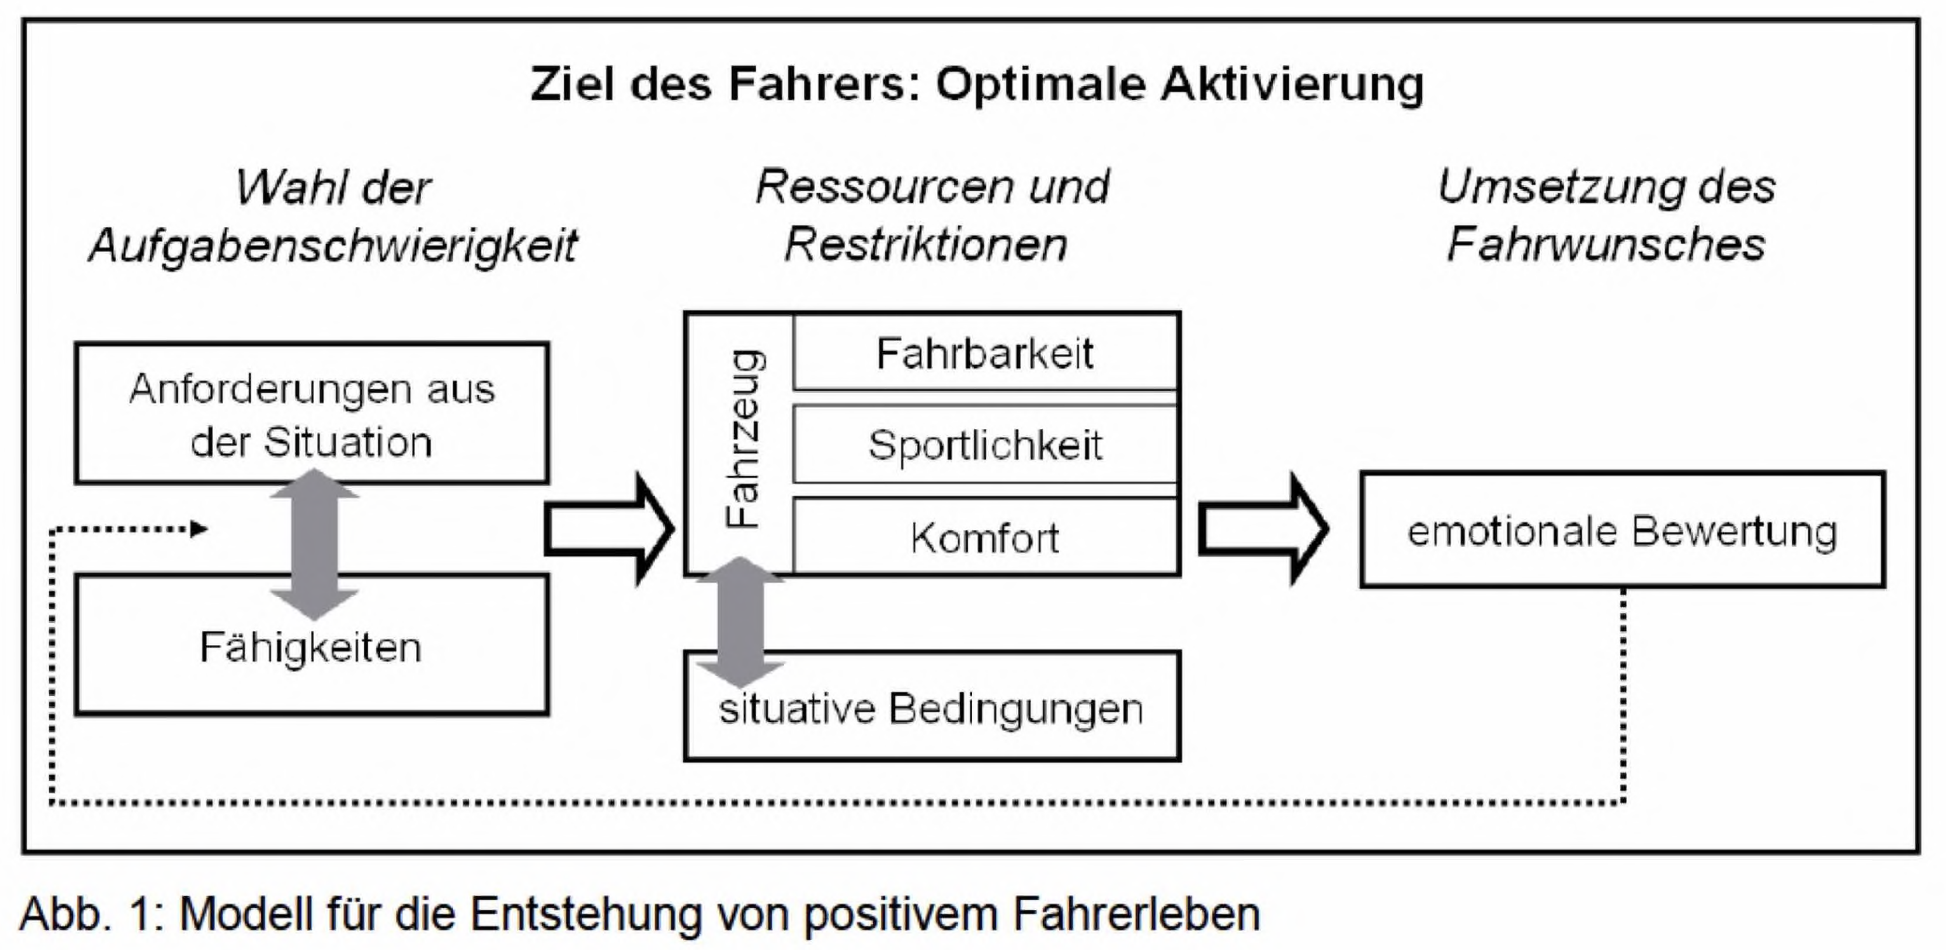 Ziel des Fahrers: Optimale Aktivierung
Wahl der
Aufgabenschwierigkeit
Ressourcen und
Restriktionen
Umsetzung des
Fahrwunsches
Anforderungen aus
der Situation
Fähigkeiten
Fahrzeug
Fahrbarkeit
Sportlichkeit
Komfort
situative Bedingungen
emotionale Bewertung
Abb. 1: Modell für die Entstehung von positivem Fahrerleben